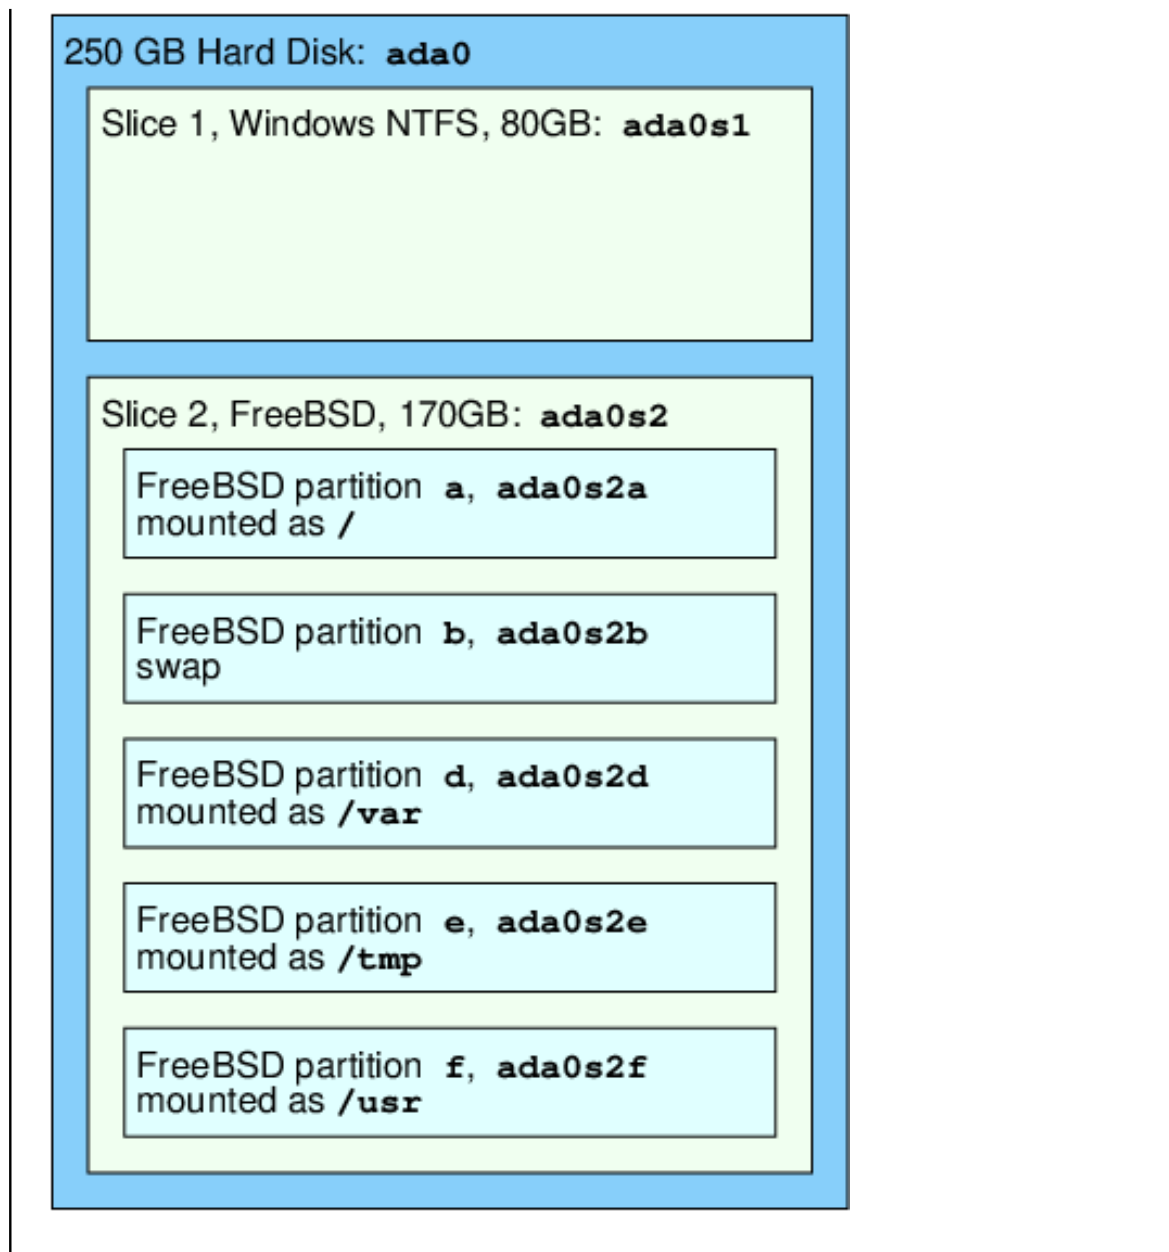 250 GB Hard Disk: ada0
Slice 1, Windows NTFS, 80GB: ada0s1
Slice 2, FreeBSD, 170GB: ada0s2
FreeBSD partition a, ada0s2a
mounted as /
FreeBSD partition b, ada0s2b
swap
FreeBSD partition d, ada0s2d
mounted as /var
FreeBSD partition e, ada0s2e
mounted as /tmp
FreeBSD partition f, ada0s2f
mounted as /usr